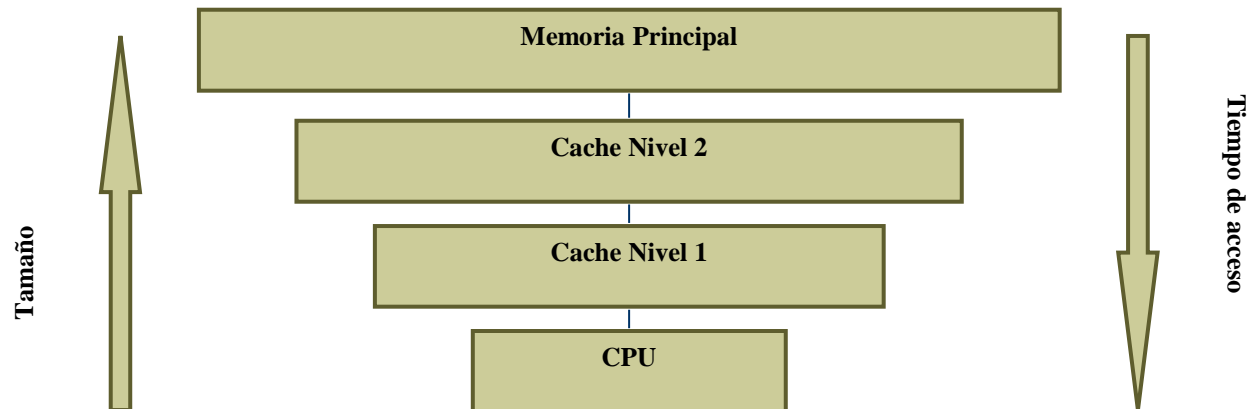 Memoria Principal
Cache Nivel 2
Cache Nivel 1
CPU
Tamaño
Tiempo de acceso